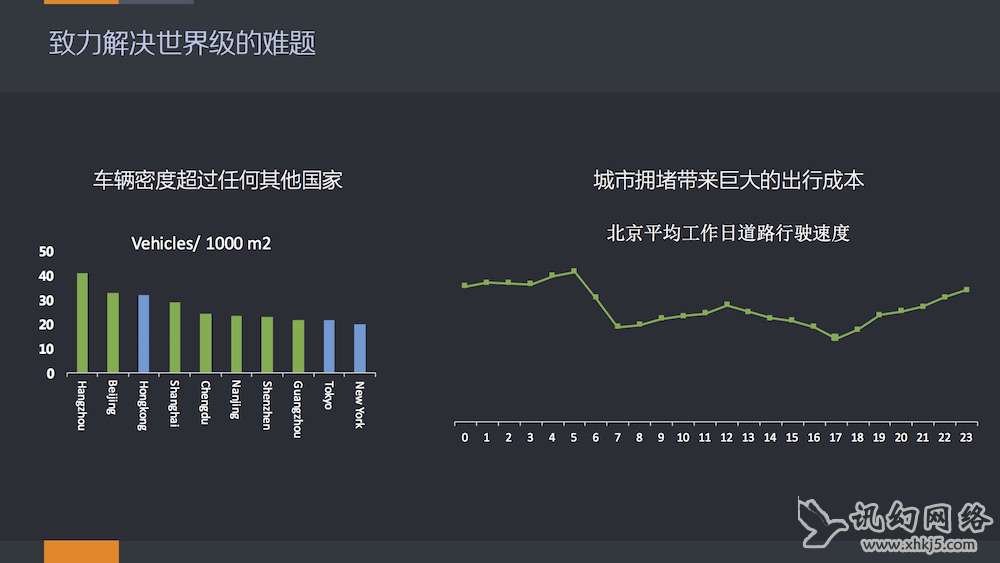 致力解决世界级的难题
车辆密度超过任何其他国家
Vehicles/ 1000 m2
50
40
30
20
10
0
Hangzhou
Beijing
Hongkong
Shanghai
Chengdu
Nanjing
Shenzhen
Guangzhou
Tokyo
New York
城市拥堵带来巨大的出行成本
北京平均工作日道路行驶速度
0 1 2 3 4 5 6 7 8 9 10 11 12 13 14 15 16 17 18 19 20 21 22 23
讯幻网络
www.xhkj5.com